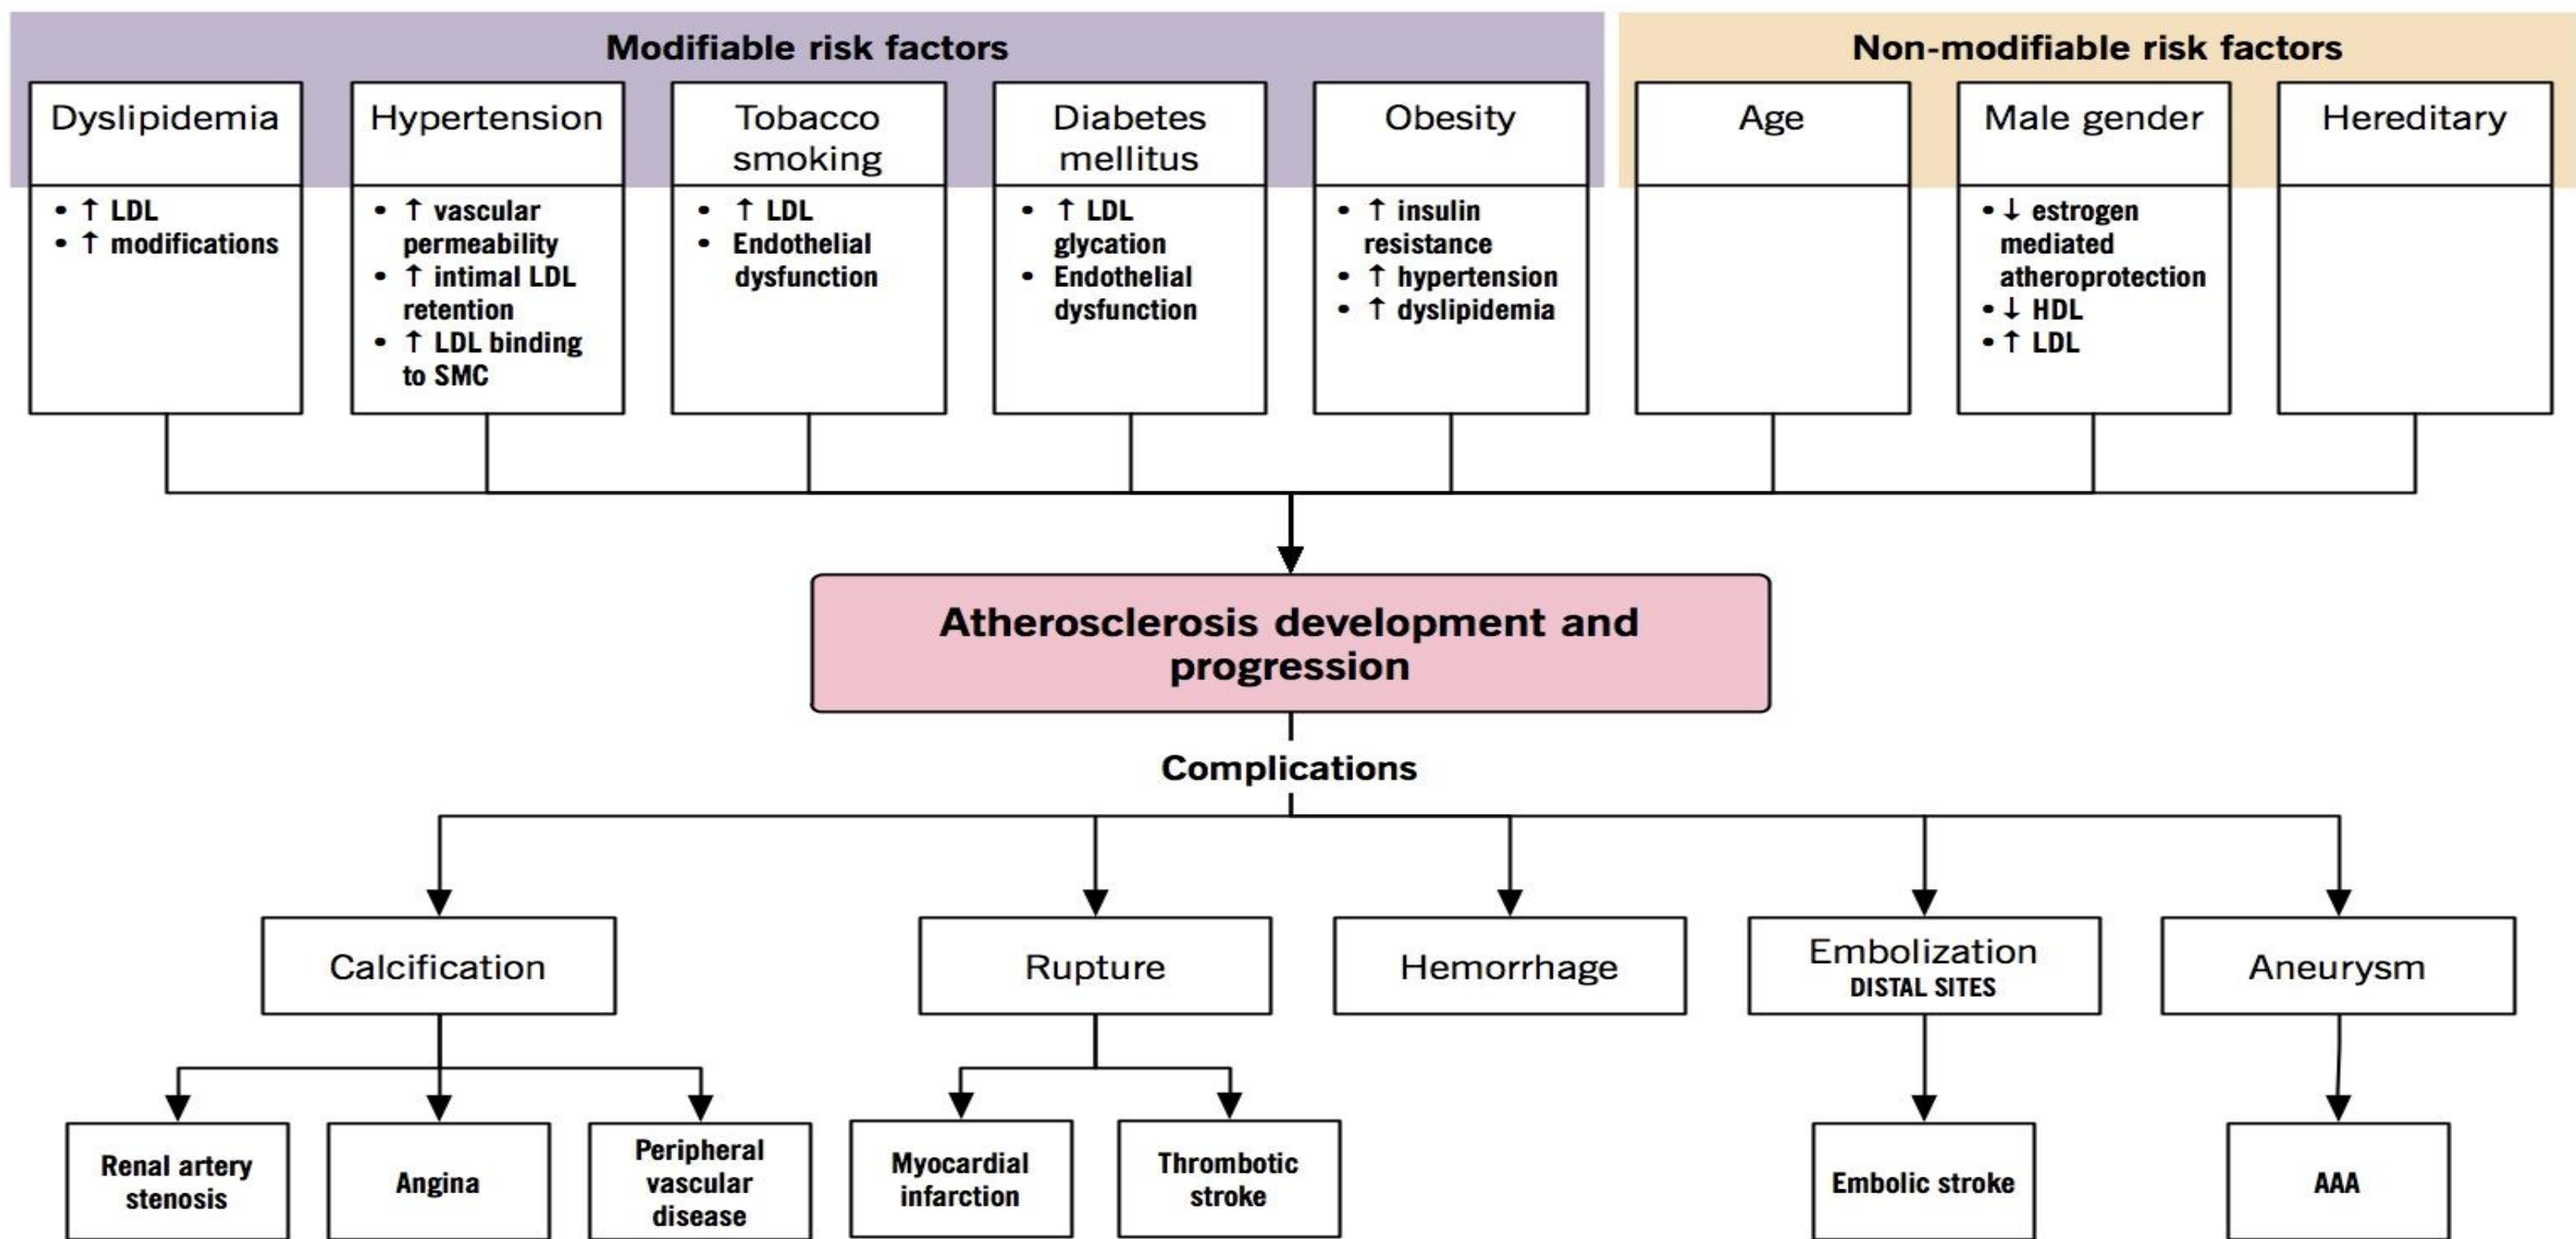 Modifiable risk factors
Non-modifiable risk factors
Dyslipidemia
• ↑ LDL
• ↑ modifications
Hypertension
• ↑ vascular
permeability
• ↑ intimal LDL
retention
• ↑ LDL binding
to SMC
Tobacco
smoking
• ↑ LDL
• Endothelial
dysfunction
Diabetes
mellitus
• ↑ LDL
glycation
• Endothelial
dysfunction
Obesity
• ↑ insulin
resistance
• ↑ hypertension
• ↑ dyslipidemia
Age
Male gender
• ↓ estrogen
mediated
atheroprotection
• ↓ HDL
• ↑ LDL
Hereditary
Atherosclerosis development and
progression
Complications
Calcification
Rupture
Hemorrhage
Embolization
DISTAL SITES
Aneurysm
Renal artery
stenosis
Angina
Peripheral
vascular
disease
Myocardial
infarction
Thrombotic
stroke
Embolic stroke
AAA